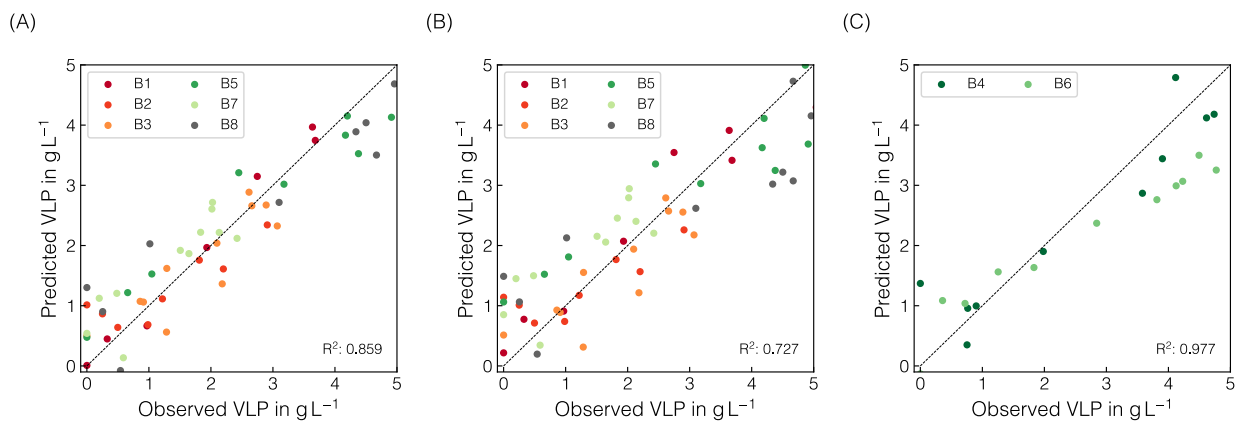 (A)
Predicted VLP in g L⁻¹
5
4
3
2
1
0
B1 B5
B2 B7
B3 B8
R²: 0.859
0 1 2 3 4 5
Observed VLP in g L⁻¹
(B)
Predicted VLP in g L⁻¹
5
4
3
2
1
0
B1 B5
B2 B7
B3 B8
R²: 0.727
0 1 2 3 4 5
Observed VLP in g L⁻¹
(C)
Predicted VLP in g L⁻¹
5
4
3
2
1
0
B4 B6
R²: 0.977
0 1 2 3 4 5
Observed VLP in g L⁻¹